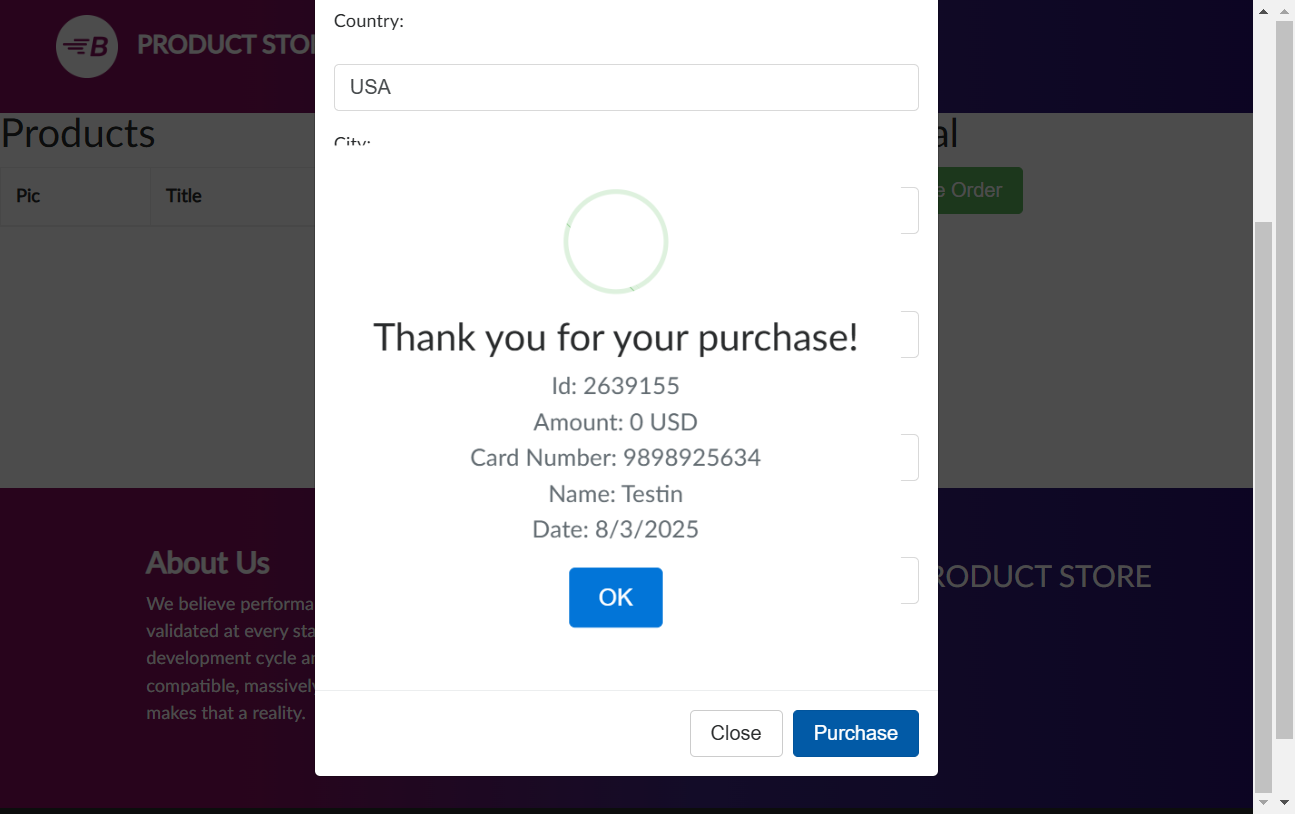 Country:
B PRODUCT STO
USA
Products
City:
al
Pic Title
e Order
Thank you for your purchase!
Id: 2639155
Amount: 0 USD
Card Number: 9898925634
Name: Testin
Date: 8/3/2025
OK
About Us
RODUCT STORE
We believe performa
validated at every sta
development cycle a
compatible, massively
makes that a reality.
Close Purchase